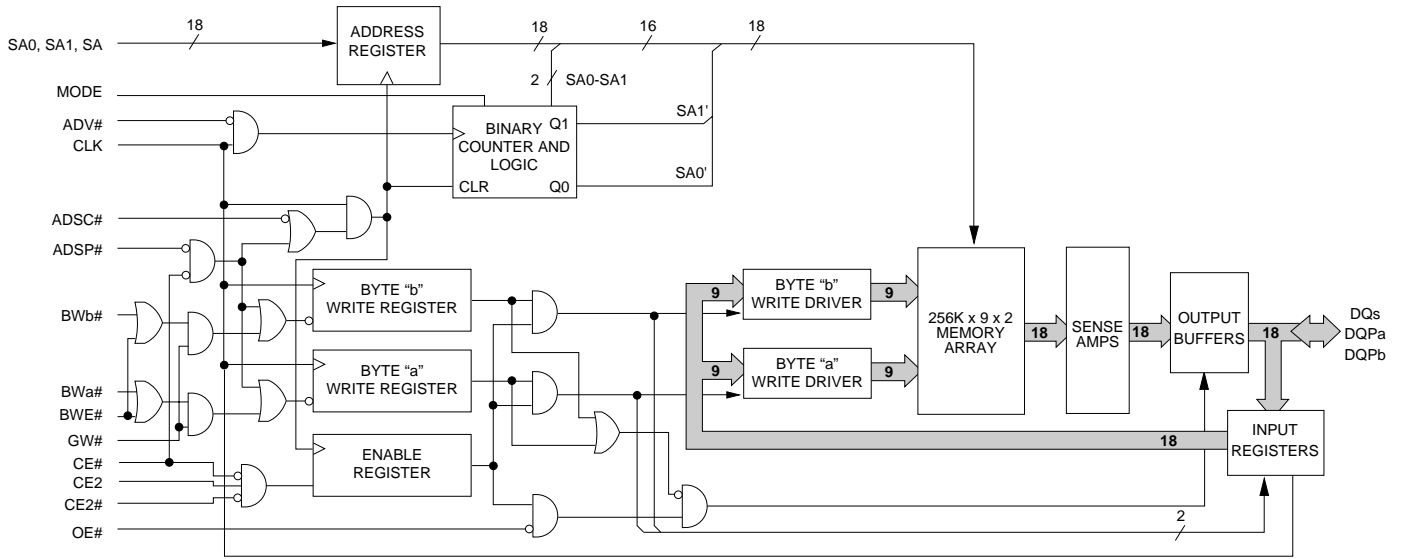 SA0, SA1, SA
18
ADDRESS
REGISTER
18
16
18
2
SA0-SA1
MODE
ADV#
CLK
BINARY
COUNTER AND
LOGIC
Q1
CLR
Q0
SA1'
SA0'
ADSC#
ADSP#
BYTE “b”
WRITE REGISTER
BWb#
BYTE “a”
WRITE REGISTER
BWa#
BWE#
GW#
CE#
CE2
CE2#
OE#
ENABLE
REGISTER
9
BYTE “b”
WRITE DRIVER
9
9
BYTE “a”
WRITE DRIVER
9
256K x 9 x 2
MEMORY
ARRAY
18
SENSE
AMPS
18
OUTPUT
BUFFERS
18
DQs
DQPa
DQPb
18
INPUT
REGISTERS
2